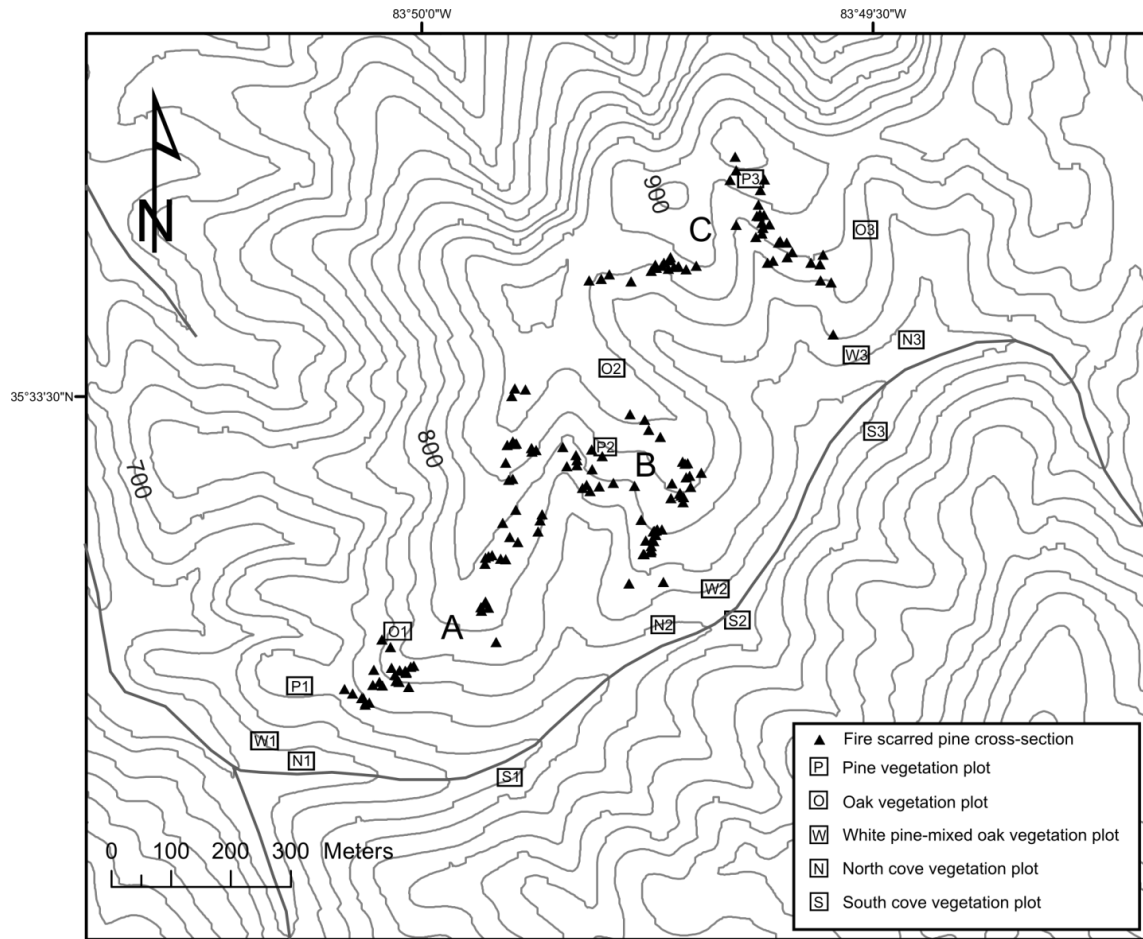 83°50'0"W
83°49'30"W
N
900
P3
C
O3
N3
W3
O2
35°33'30"N
S3
P2
800
B
700
W2
N2
S2
O1
A
P1
W1
N1
S1
0 100 200 300 Meters
Fire scarred pine cross-section
P Pine vegetation plot
O Oak vegetation plot
W White pine-mixed oak vegetation plot
N North cove vegetation plot
S South cove vegetation plot